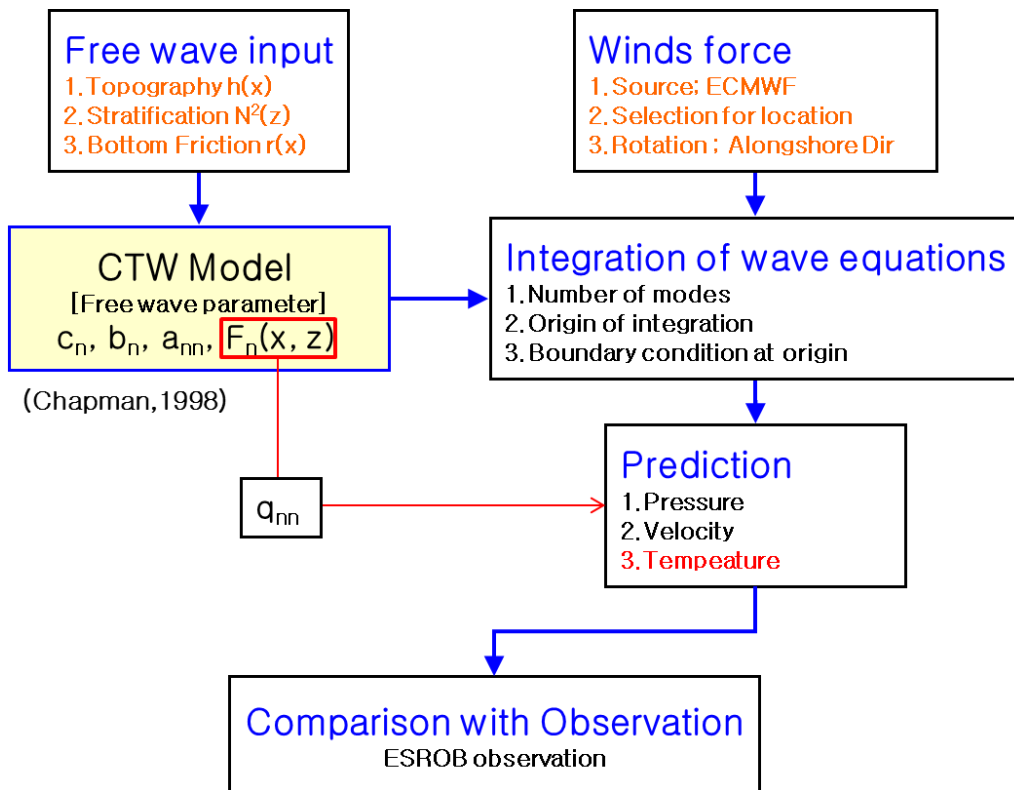 Free wave input
1.Topography h(x)
2.Stratification N²(z)
3.Bottom Friction r(x)
Winds force
1.Source; ECMWF
2.Selection for location
3.Rotation ; Alongshore Dir
CTW Model
[Free wave parameter]
cₙ, bₙ, aₙₙ, Fₙ(x, z)
(Chapman,1998)
Integration of wave equations
1.Number of modes
2.Origin of integration
3.Boundary condition at origin
qₙₙ
Prediction
1.Pressure
2.Velocity
3.Tempeature
Comparison with Observation
ESROB observation